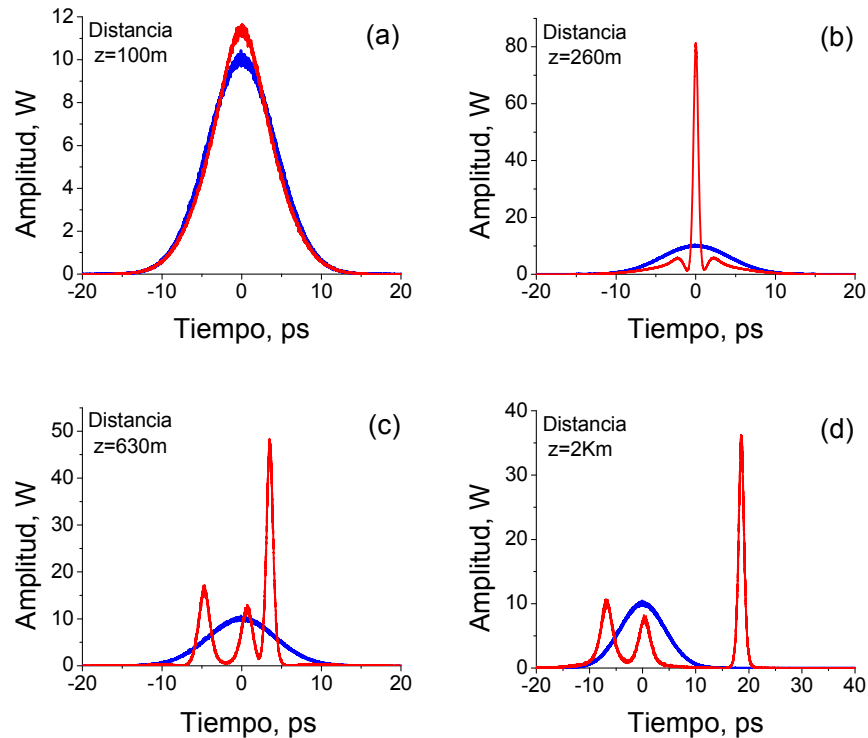 Distancia
z=100m
(a)
Amplitud, W
12
10
8
6
4
2
0
-20 -10 0 10 20
Tiempo, ps
Distancia
z=260m
(b)
Amplitud, W
80
60
40
20
0
-20 -10 0 10 20
Tiempo, ps
Distancia
z=630m
(c)
Amplitud, W
50
40
30
20
10
0
-20 -10 0 10 20
Tiempo, ps
Distancia
z=2Km
(d)
Amplitud, W
40
30
20
10
0
-20 -10 0 10 20 30 40
Tiempo, ps